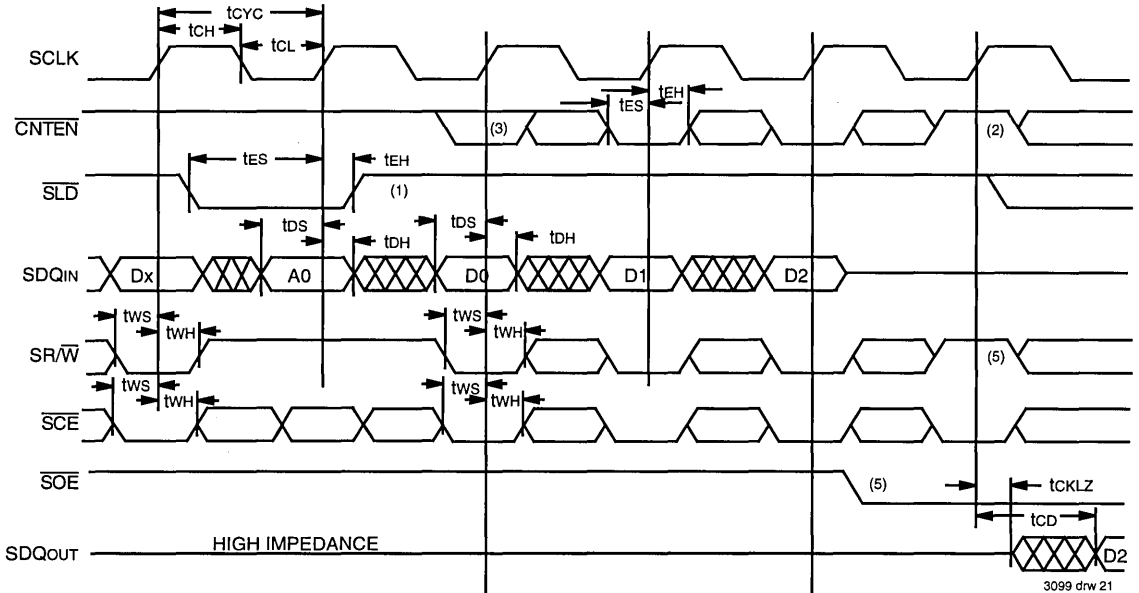 tCYC
tCH
tCL
SCLK
tES
tEH
CNTEN
(3)
(2)
tES
tEH
SLD
(1)
tDS
tDH
tDS
tDH
SDQIN
Dx
A0
D0
D1
D2
tWS
tWH
tWS
tWH
SR/W
(5)
tWS
tWH
tWS
tWH
SCE
SOE
(5)
tCKLZ
tCD
SDQOUT
HIGH IMPEDANCE
D2
3099 drw 21